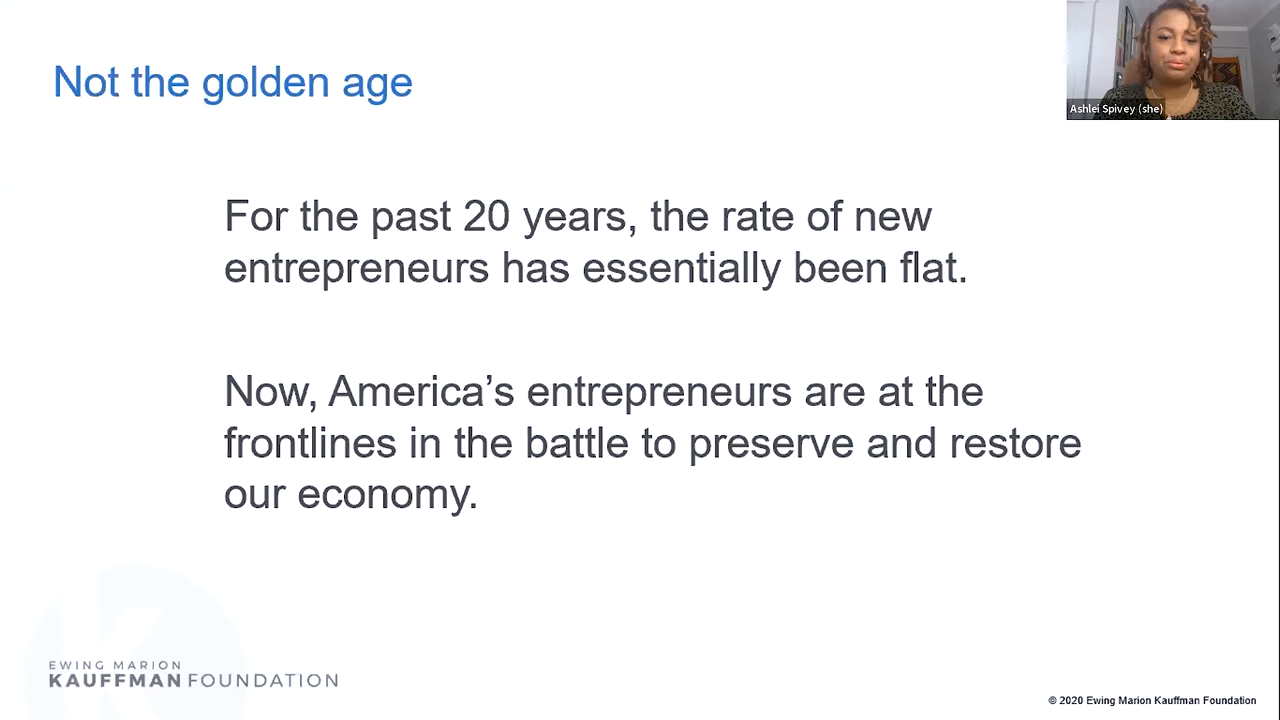 Not the golden age
Ashlei Spivey (she)
For the past 20 years, the rate of new
entrepreneurs has essentially been flat.
Now, America’s entrepreneurs are at the
frontlines in the battle to preserve and restore
our economy.
EWING MARION
KAUFFMAN FOUNDATION
© 2020 Ewing Marion Kauffman Foundation